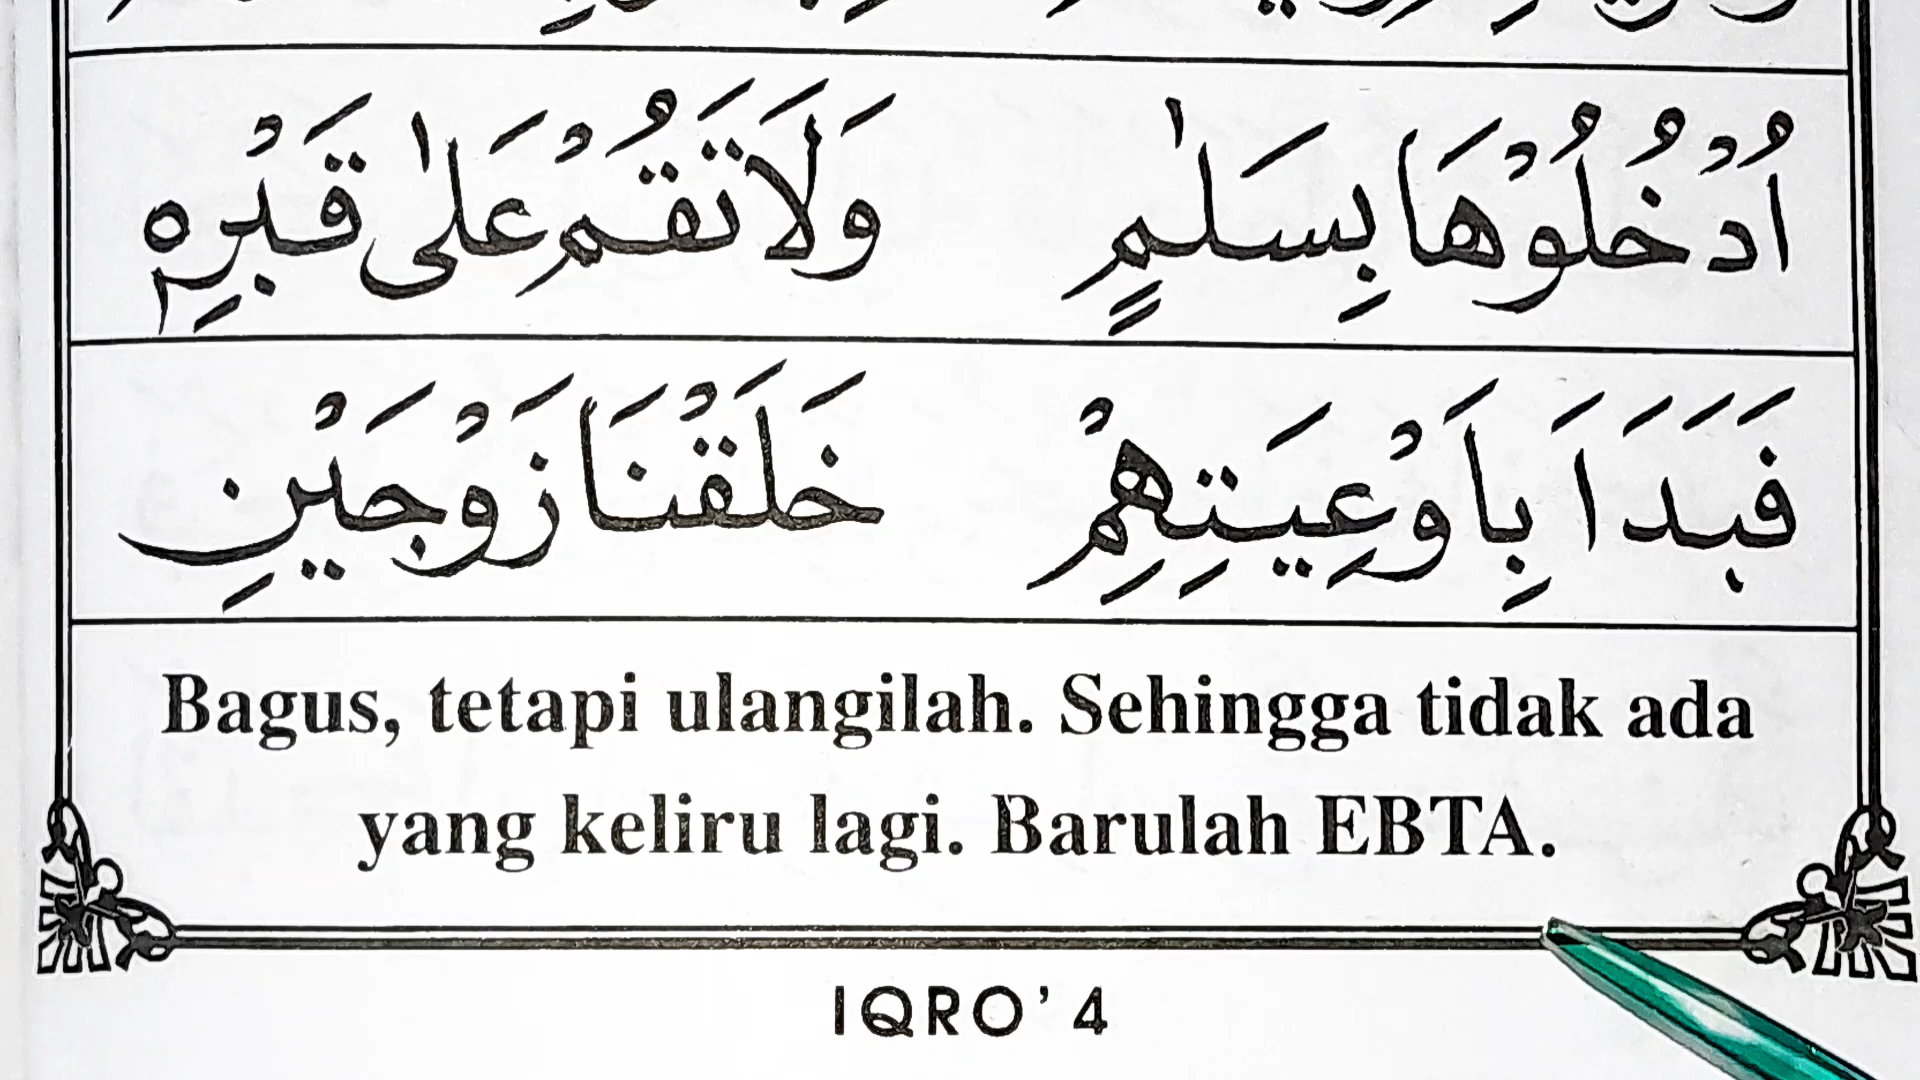 اُدْخُلُوْهَا بِسَلٰمٍ وَلَا تَقُمْ عَلٰى قَبْرِهٖ
فَبَدَاَ بِاَوْعِيَتِهِمْ خَلَقْنَا زَوْجَيْنِ
Bagus, tetapi ulangilah. Sehingga tidak ada
yang keliru lagi. Barulah EBTA.
IQRO’ 4